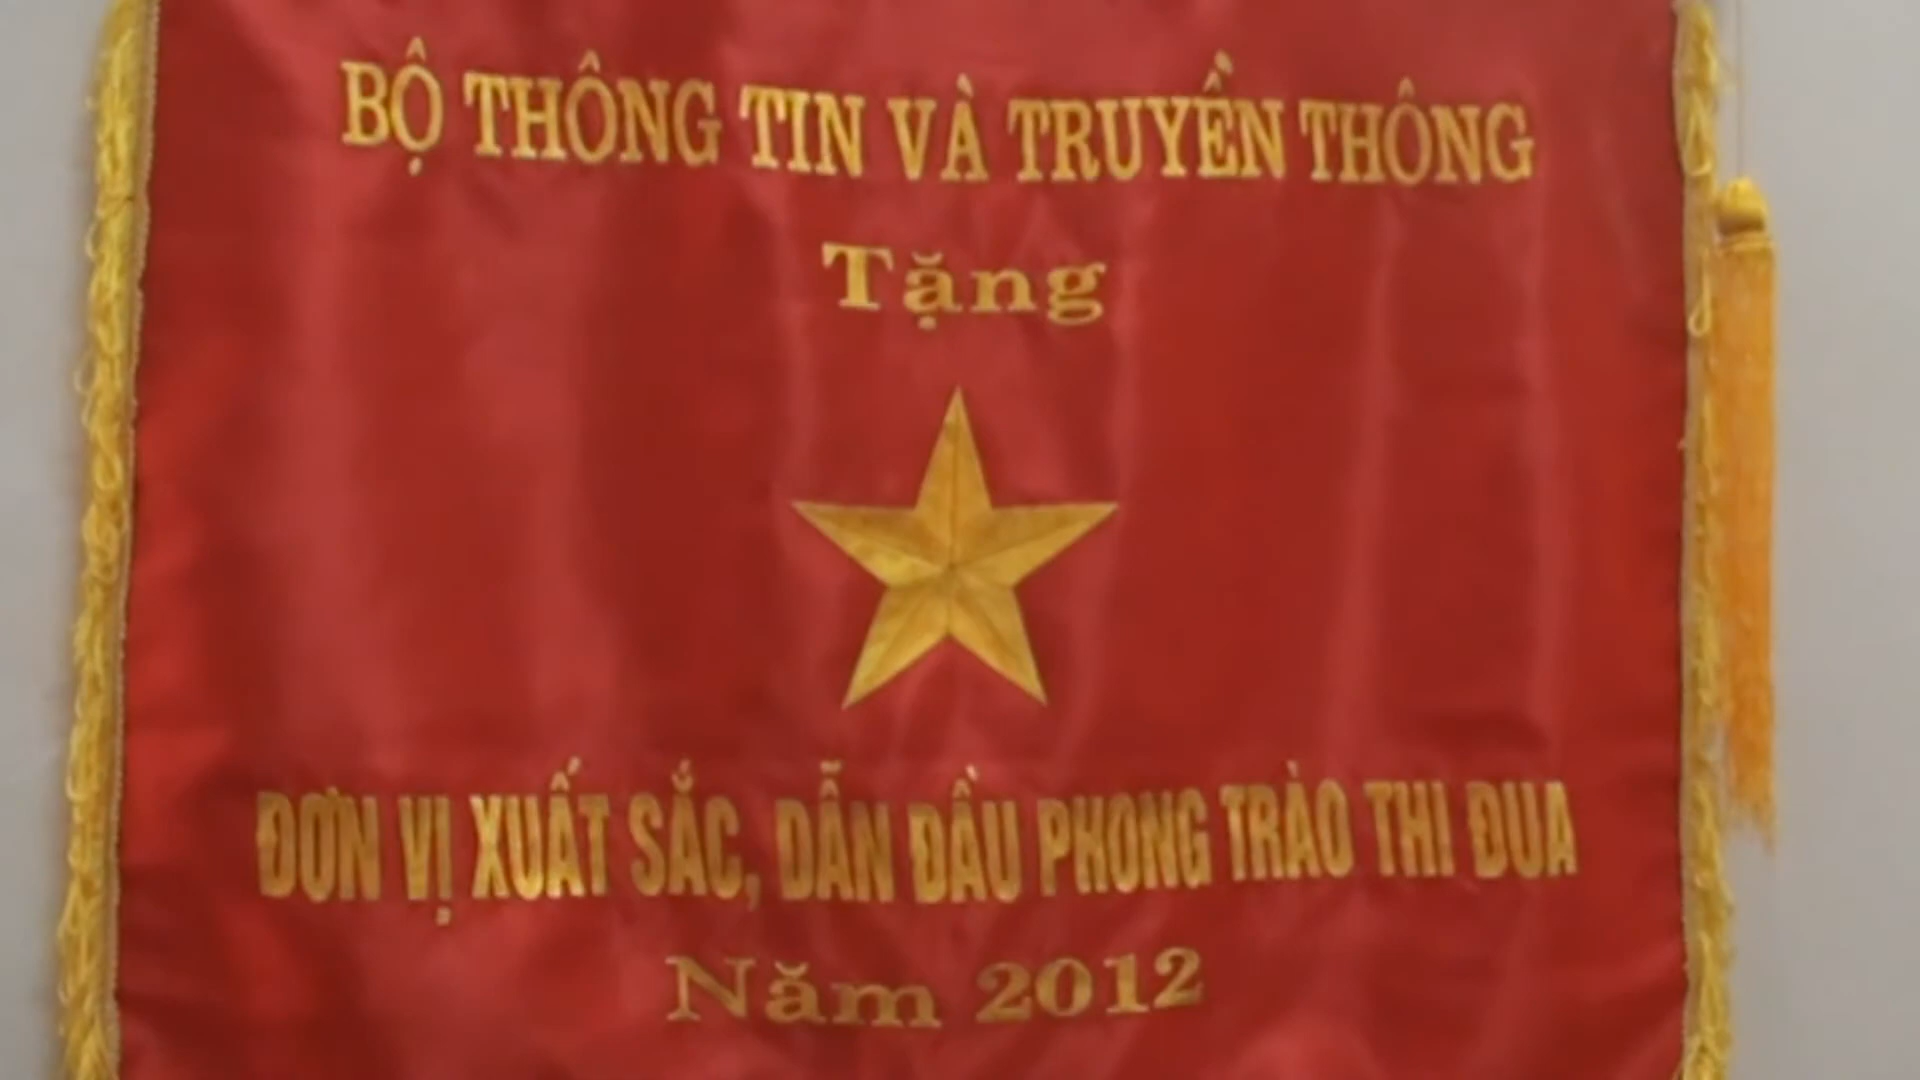 BỘ THÔNG TIN VÀ TRUYỀN THÔNG
Tặng
ĐƠN VỊ XUẤT SẮC, DẪN ĐẦU PHONG TRÀO THI ĐUA
Năm 2012